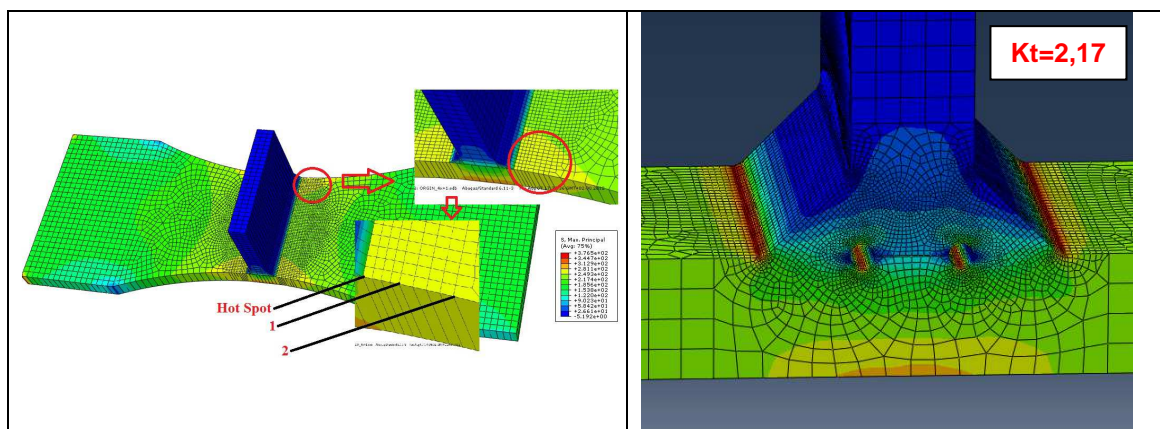 Kt=2,17
Hot Spot
1
2
S, Max. Principal
(Avg: 75%)
+3.765e+02
+3.447e+02
+3.129e+02
+2.811e+02
+2.493e+02
+2.174e+02
+1.856e+02
+1.538e+02
+1.220e+02
+9.023e+01
+5.842e+01
+2.661e+01
-5.192e+00